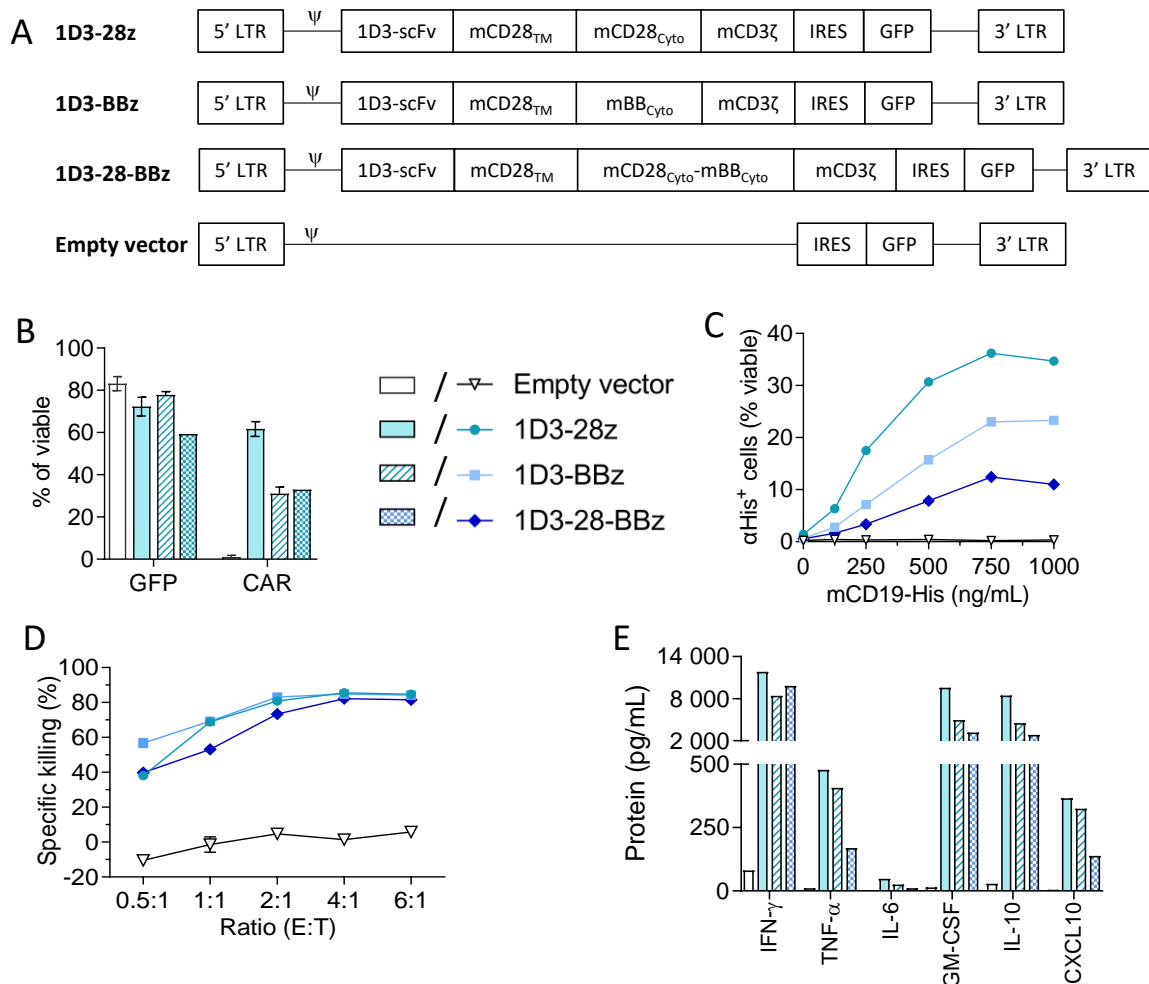 A
1D3-28z
5' LTR ψ 1D3-scFv mCD28TM mCD28Cyto mCD3ζ IRES GFP 3' LTR
1D3-BBz
5' LTR ψ 1D3-scFv mCD28TM mBBCyto mCD3ζ IRES GFP 3' LTR
1D3-28-BBz
5' LTR ψ 1D3-scFv mCD28TM mCD28Cyto-mBBCyto mCD3ζ IRES GFP 3' LTR
Empty vector
5' LTR ψ IRES GFP 3' LTR
B
% of viable
100
80
60
40
20
0
GFP CAR
/ Empty vector
/ 1D3-28z
/ 1D3-BBz
/ 1D3-28-BBz
C
αHis+ cells (% viable)
40
30
20
10
0
0 250 500 750 1000
mCD19-His (ng/mL)
D
Specific killing (%)
100
80
60
40
20
0
-20
0.5:1 1:1 2:1 4:1 6:1
Ratio (E:T)
E
Protein (pg/mL)
14 000
8 000
2 000
500
250
0
IFN-γ
TNF-α
IL-6
GM-CSF
IL-10
CXCL10